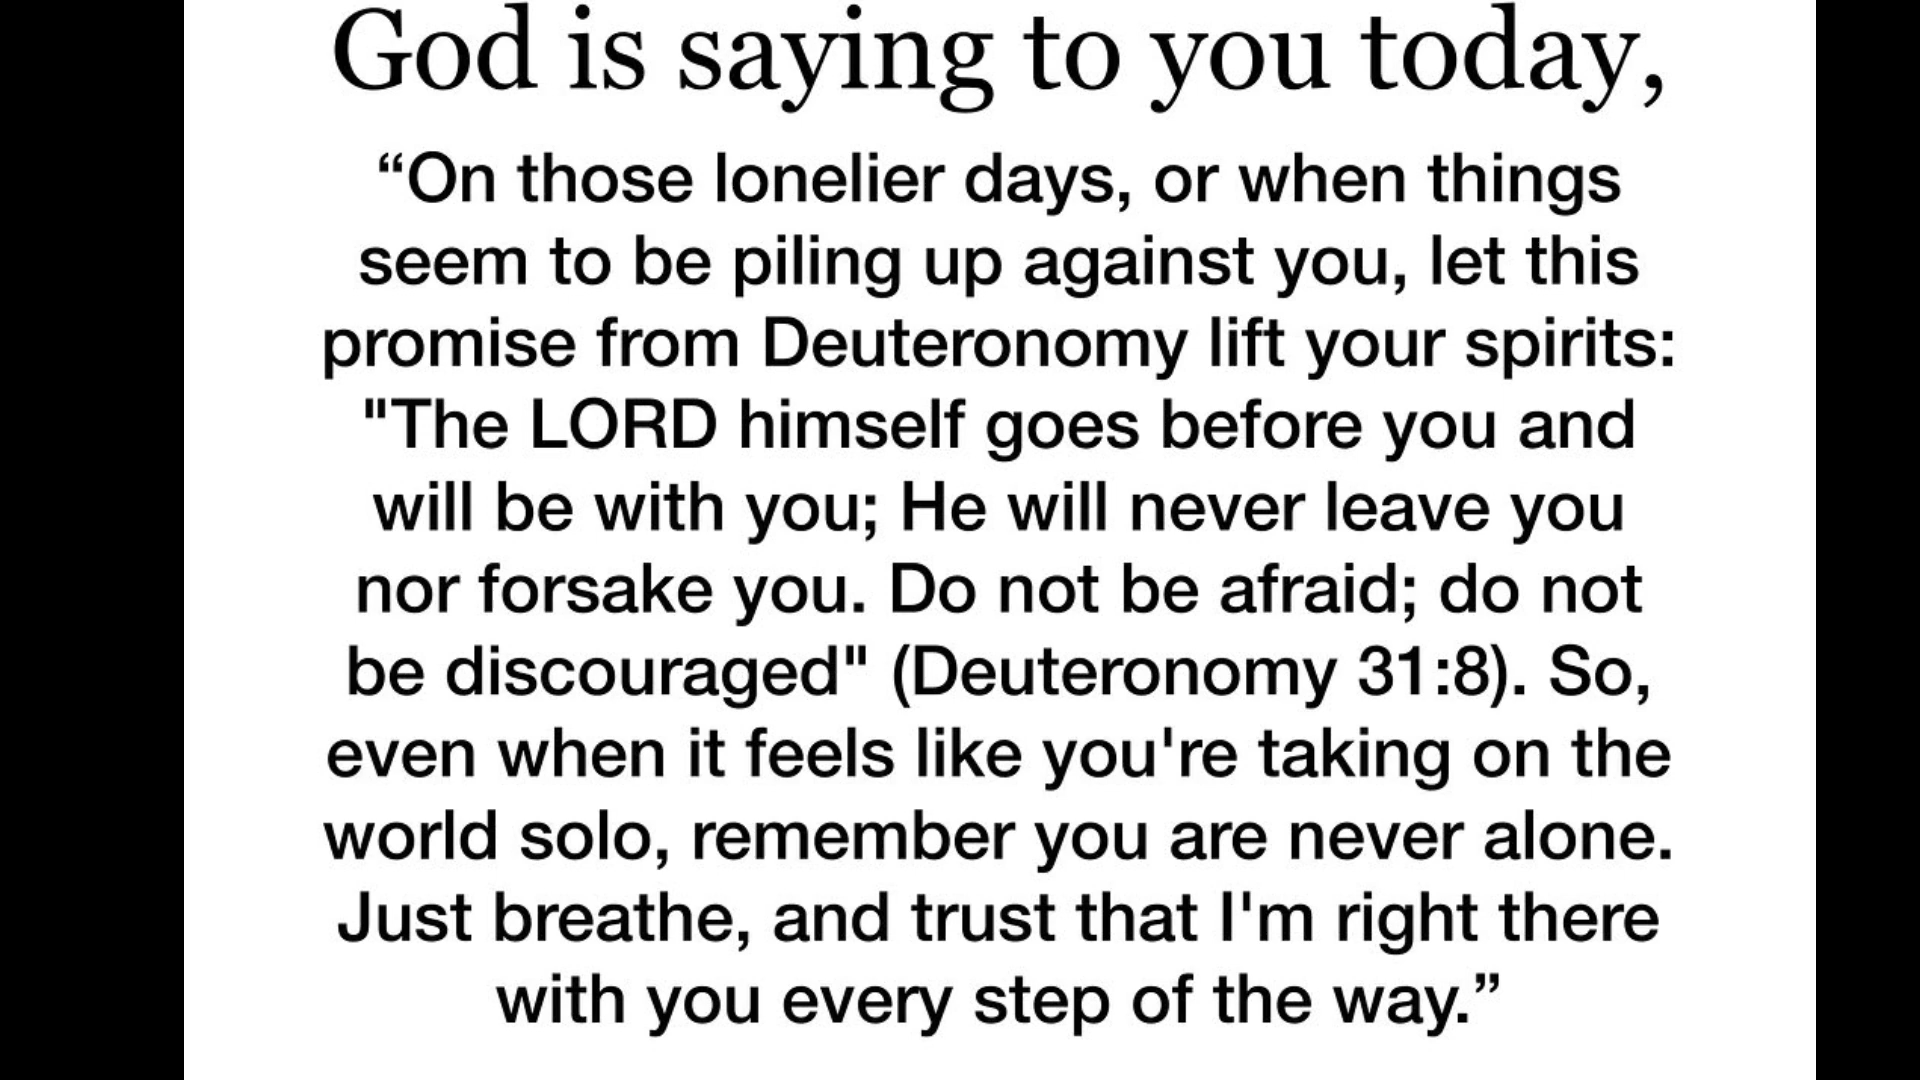 God is saying to you today,
“On those lonelier days, or when things
seem to be piling up against you, let this
promise from Deuteronomy lift your spirits:
"The LORD himself goes before you and
will be with you; He will never leave you
nor forsake you. Do not be afraid; do not
be discouraged" (Deuteronomy 31:8). So,
even when it feels like you're taking on the
world solo, remember you are never alone.
Just breathe, and trust that I'm right there
with you every step of the way.”